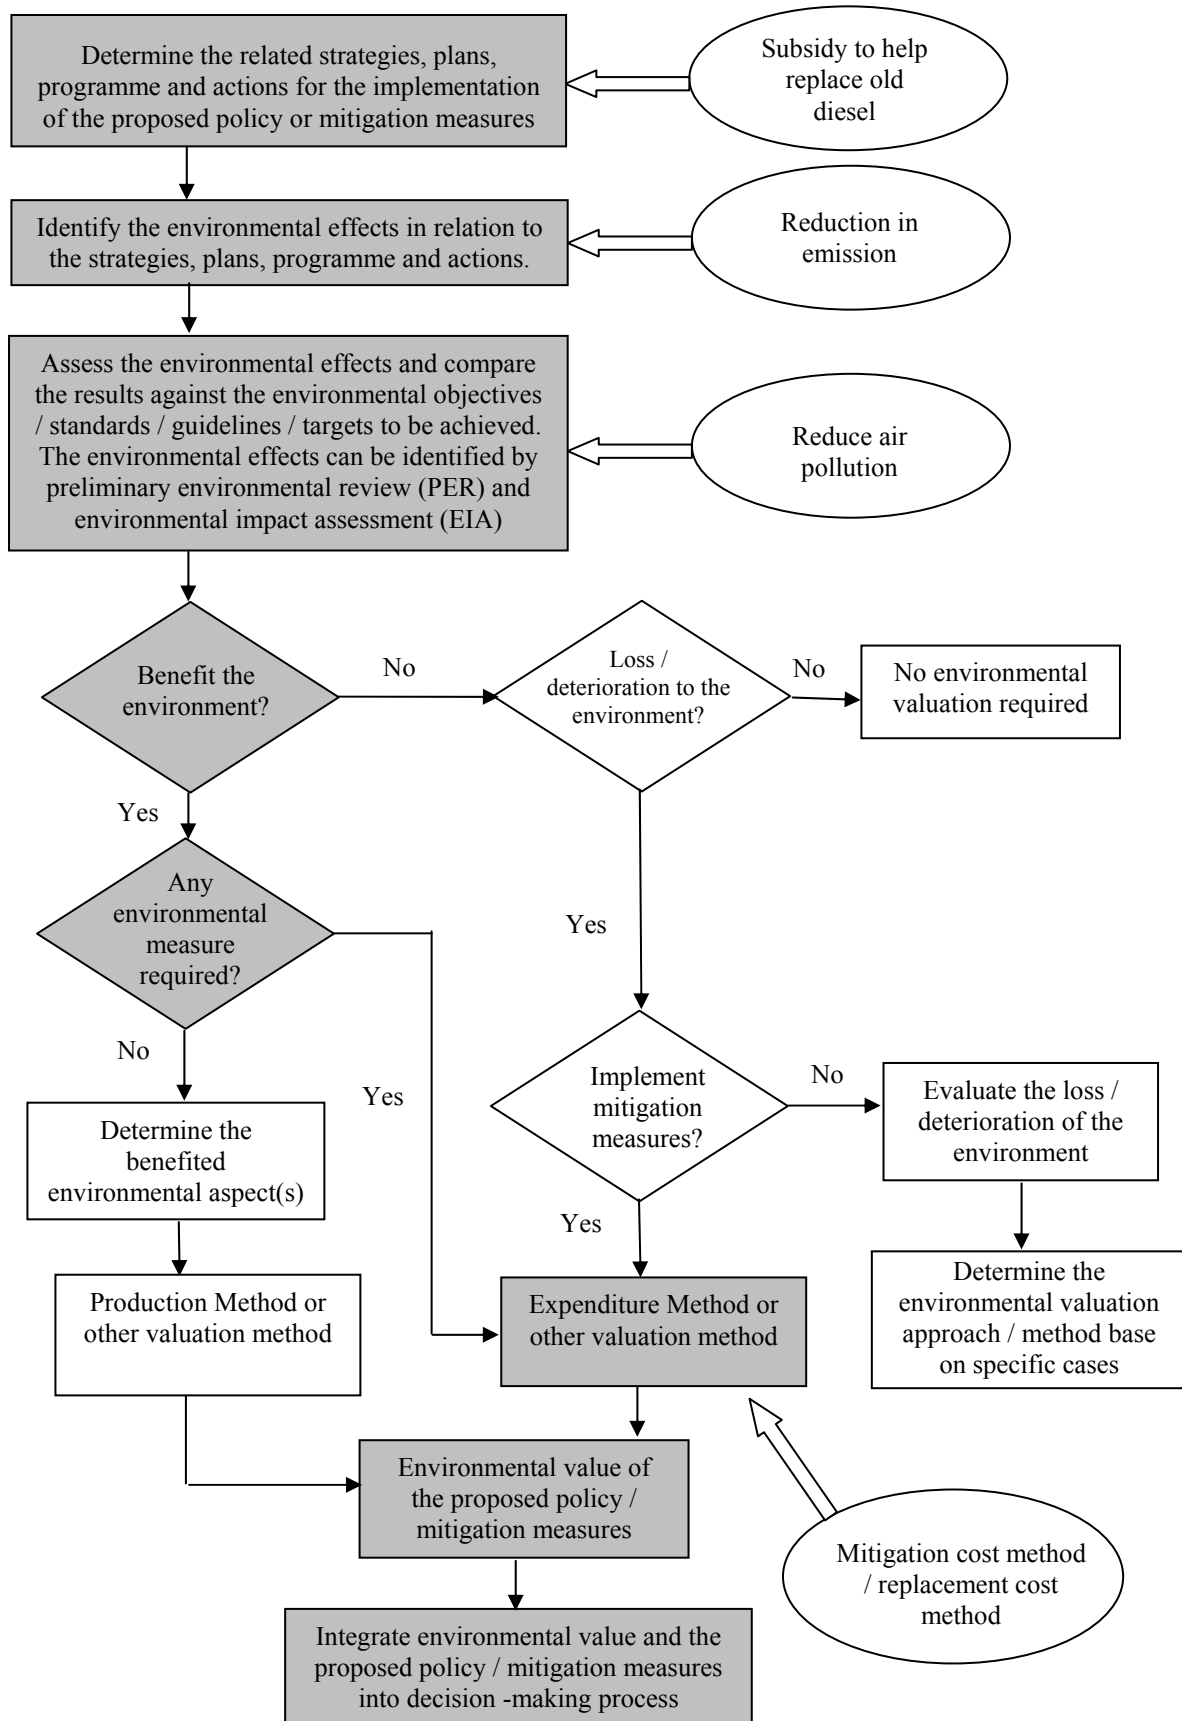 Determine the related strategies, plans,
programme and actions for the implementation
of the proposed policy or mitigation measures
Subsidy to help
replace old
diesel
Identify the environmental effects in relation to
the strategies, plans, programme and actions.
Reduction in
emission
Assess the environmental effects and compare
the results against the environmental objectives
/ standards / guidelines / targets to be achieved.
The environmental effects can be identified by
preliminary environmental review (PER) and
environmental impact assessment (EIA)
Reduce air
pollution
Benefit the
environment?
No
Loss /
deterioration to the
environment?
No
No environmental
valuation required
Yes
Any
environmental
measure
required?
Yes
No
Yes
Implement
mitigation
measures?
No
Evaluate the loss /
deterioration of the
environment
Determine the
benefited
environmental aspect(s)
Yes
Production Method or
other valuation method
Expenditure Method or
other valuation method
Determine the
environmental valuation
approach / method base
on specific cases
Environmental value of
the proposed policy /
mitigation measures
Mitigation cost method
/ replacement cost
method
Integrate environmental value and the
proposed policy / mitigation measures
into decision -making process